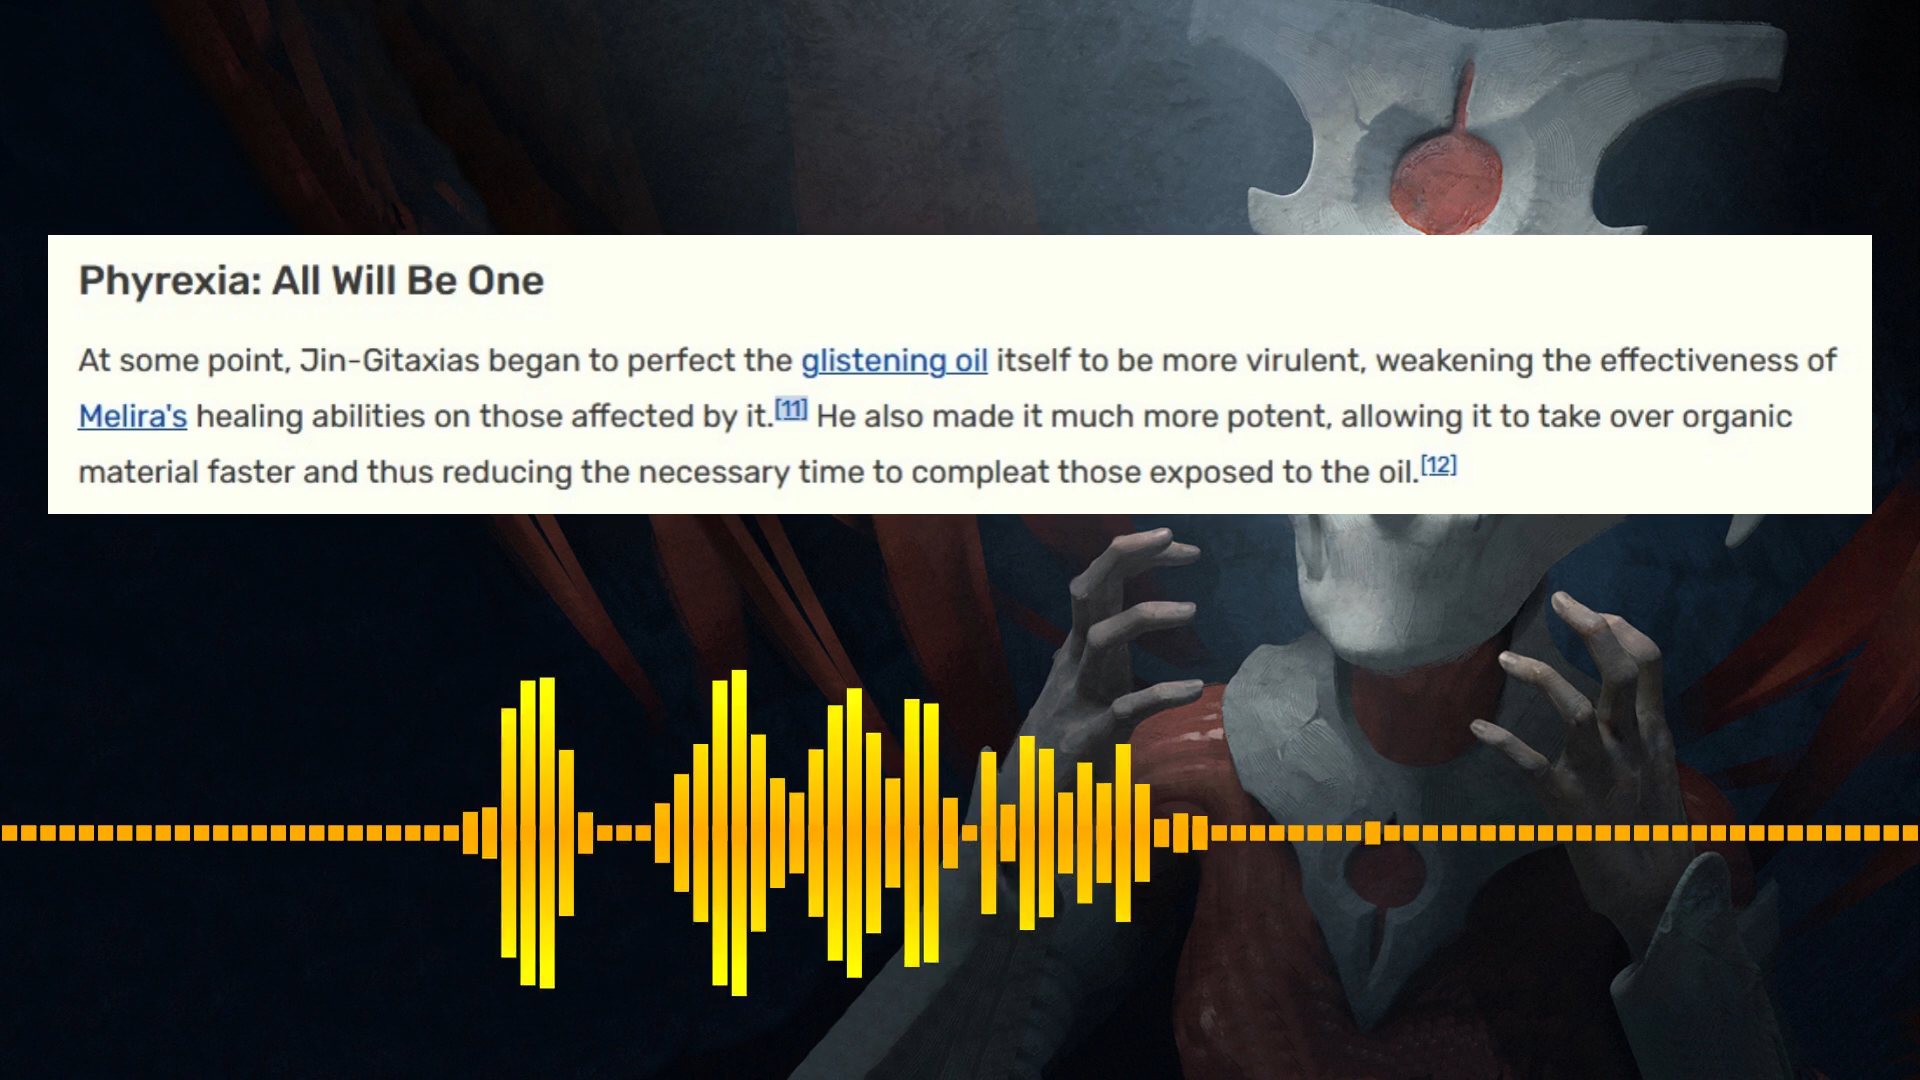 Phyrexia: All Will Be One
At some point, Jin-Gitaxias began to perfect the glistening oil itself to be more virulent, weakening the effectiveness of
Melira's healing abilities on those affected by it.[11] He also made it much more potent, allowing it to take over organic
material faster and thus reducing the necessary time to compleat those exposed to the oil.[12]